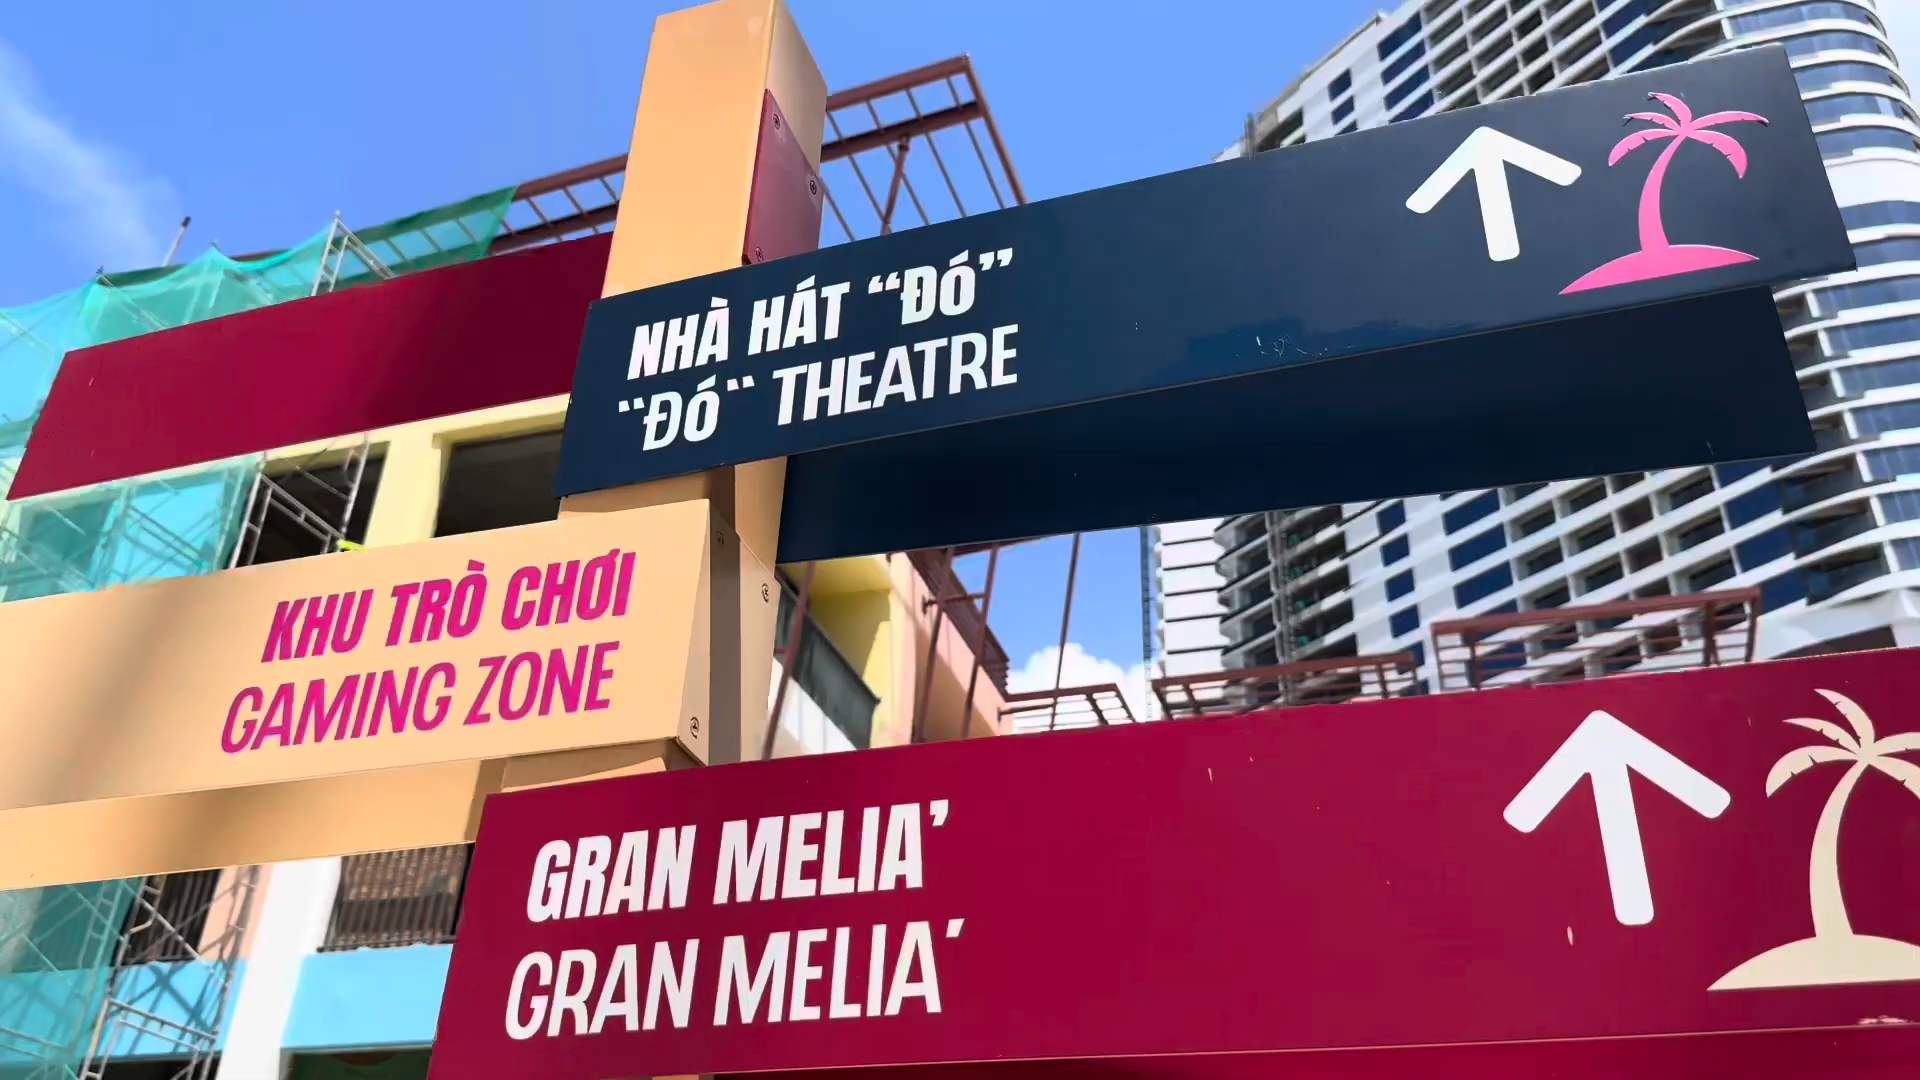 NHÀ HÁT “ĐÓ”
“ĐÓ“ THEATRE
KHU TRÒ CHƠI
GAMING ZONE
GRAN MELIA’
GRAN MELIA’